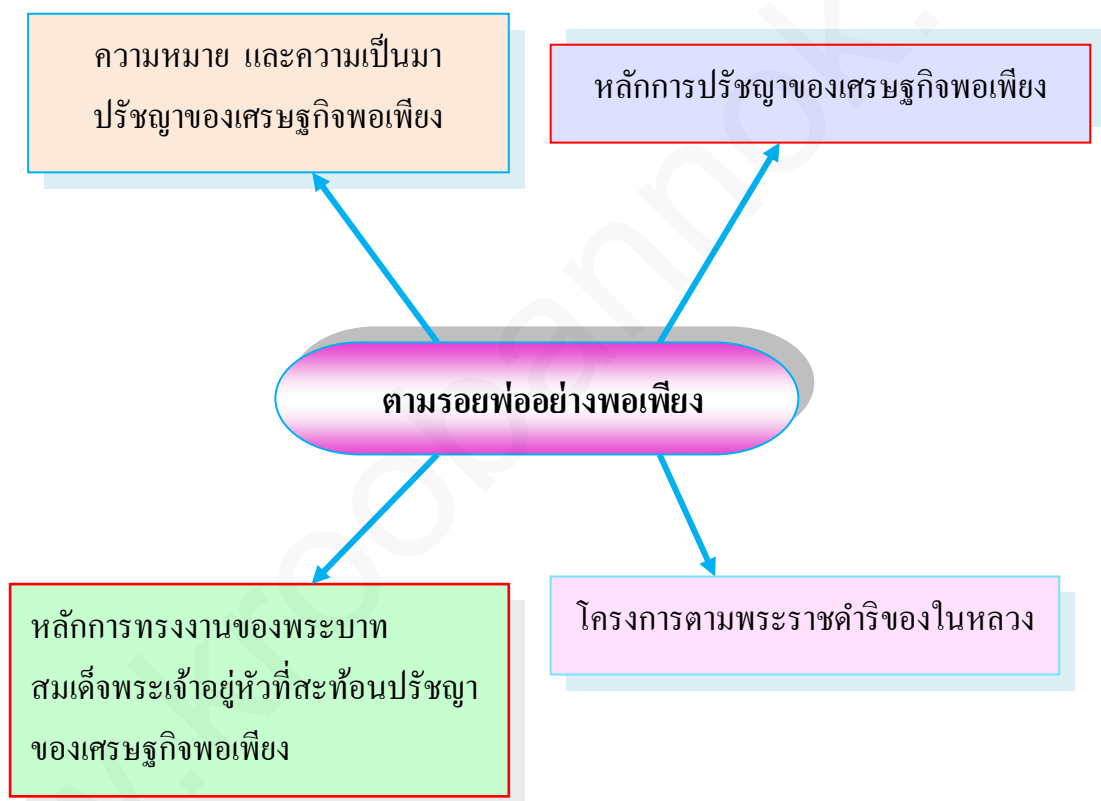 ความหมาย และความเป็นมา
ปรัชญาของเศรษฐกิจพอเพียง
หลักการปรัชญาของเศรษฐกิจพอเพียง
ตามรอยพ่ออย่างพอเพียง
หลักการทรงงานของพระบาท
สมเด็จพระเจ้าอยู่หัวที่สะท้อนปรัชญา
ของเศรษฐกิจพอเพียง
โครงการตามพระราชดำริของในหลวง
.kroobannok.